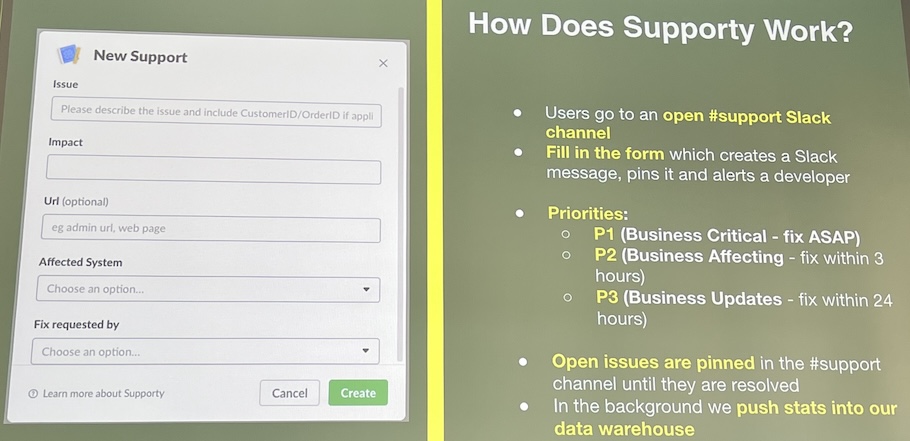 New Support
Issue
Please describe the issue and include CustomerID/OrderID if appli
Impact
Url (optional)
eg admin url, web page
Affected System
Choose an option...
Fix requested by
Choose an option...
Learn more about Supporty
Cancel
Create
How Does Supporty Work?
• Users go to an open #support Slack
channel
• Fill in the form which creates a Slack
message, pins it and alerts a developer
• Priorities:
○ P1 (Business Critical - fix ASAP)
○ P2 (Business Affecting - fix within 3
hours)
○ P3 (Business Updates - fix within 24
hours)
• Open issues are pinned in the #support
channel until they are resolved
• In the background we push stats into our
data warehouse